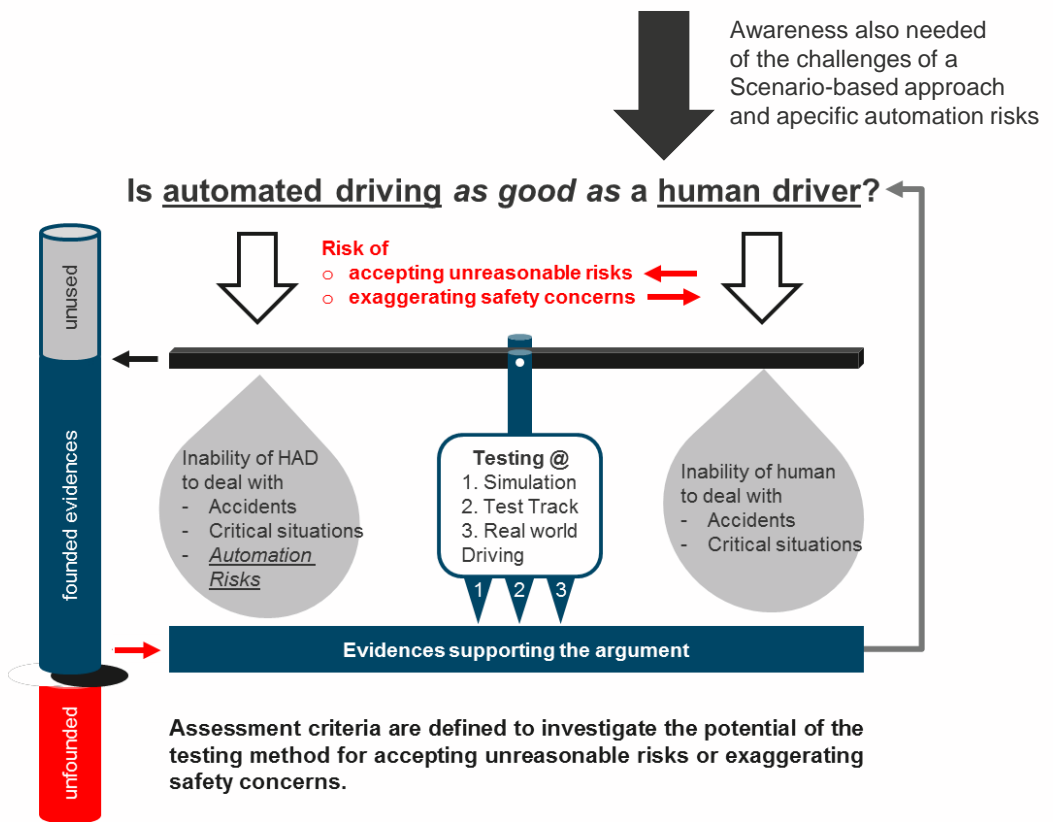 Awareness also needed
of the challenges of a
Scenario-based approach
and apecific automation risks
Is automated driving as good as a human driver?
Risk of
o accepting unreasonable risks
o exaggerating safety concerns
unused
founded evidences
unfounded
Inability of HAD
to deal with
- Accidents
- Critical situations
- Automation
Risks
Testing @
1. Simulation
2. Test Track
3. Real world
Driving
1 2 3
Inability of human
to deal with
- Accidents
- Critical situations
Evidences supporting the argument
Assessment criteria are defined to investigate the potential of the
testing method for accepting unreasonable risks or exaggerating
safety concerns.